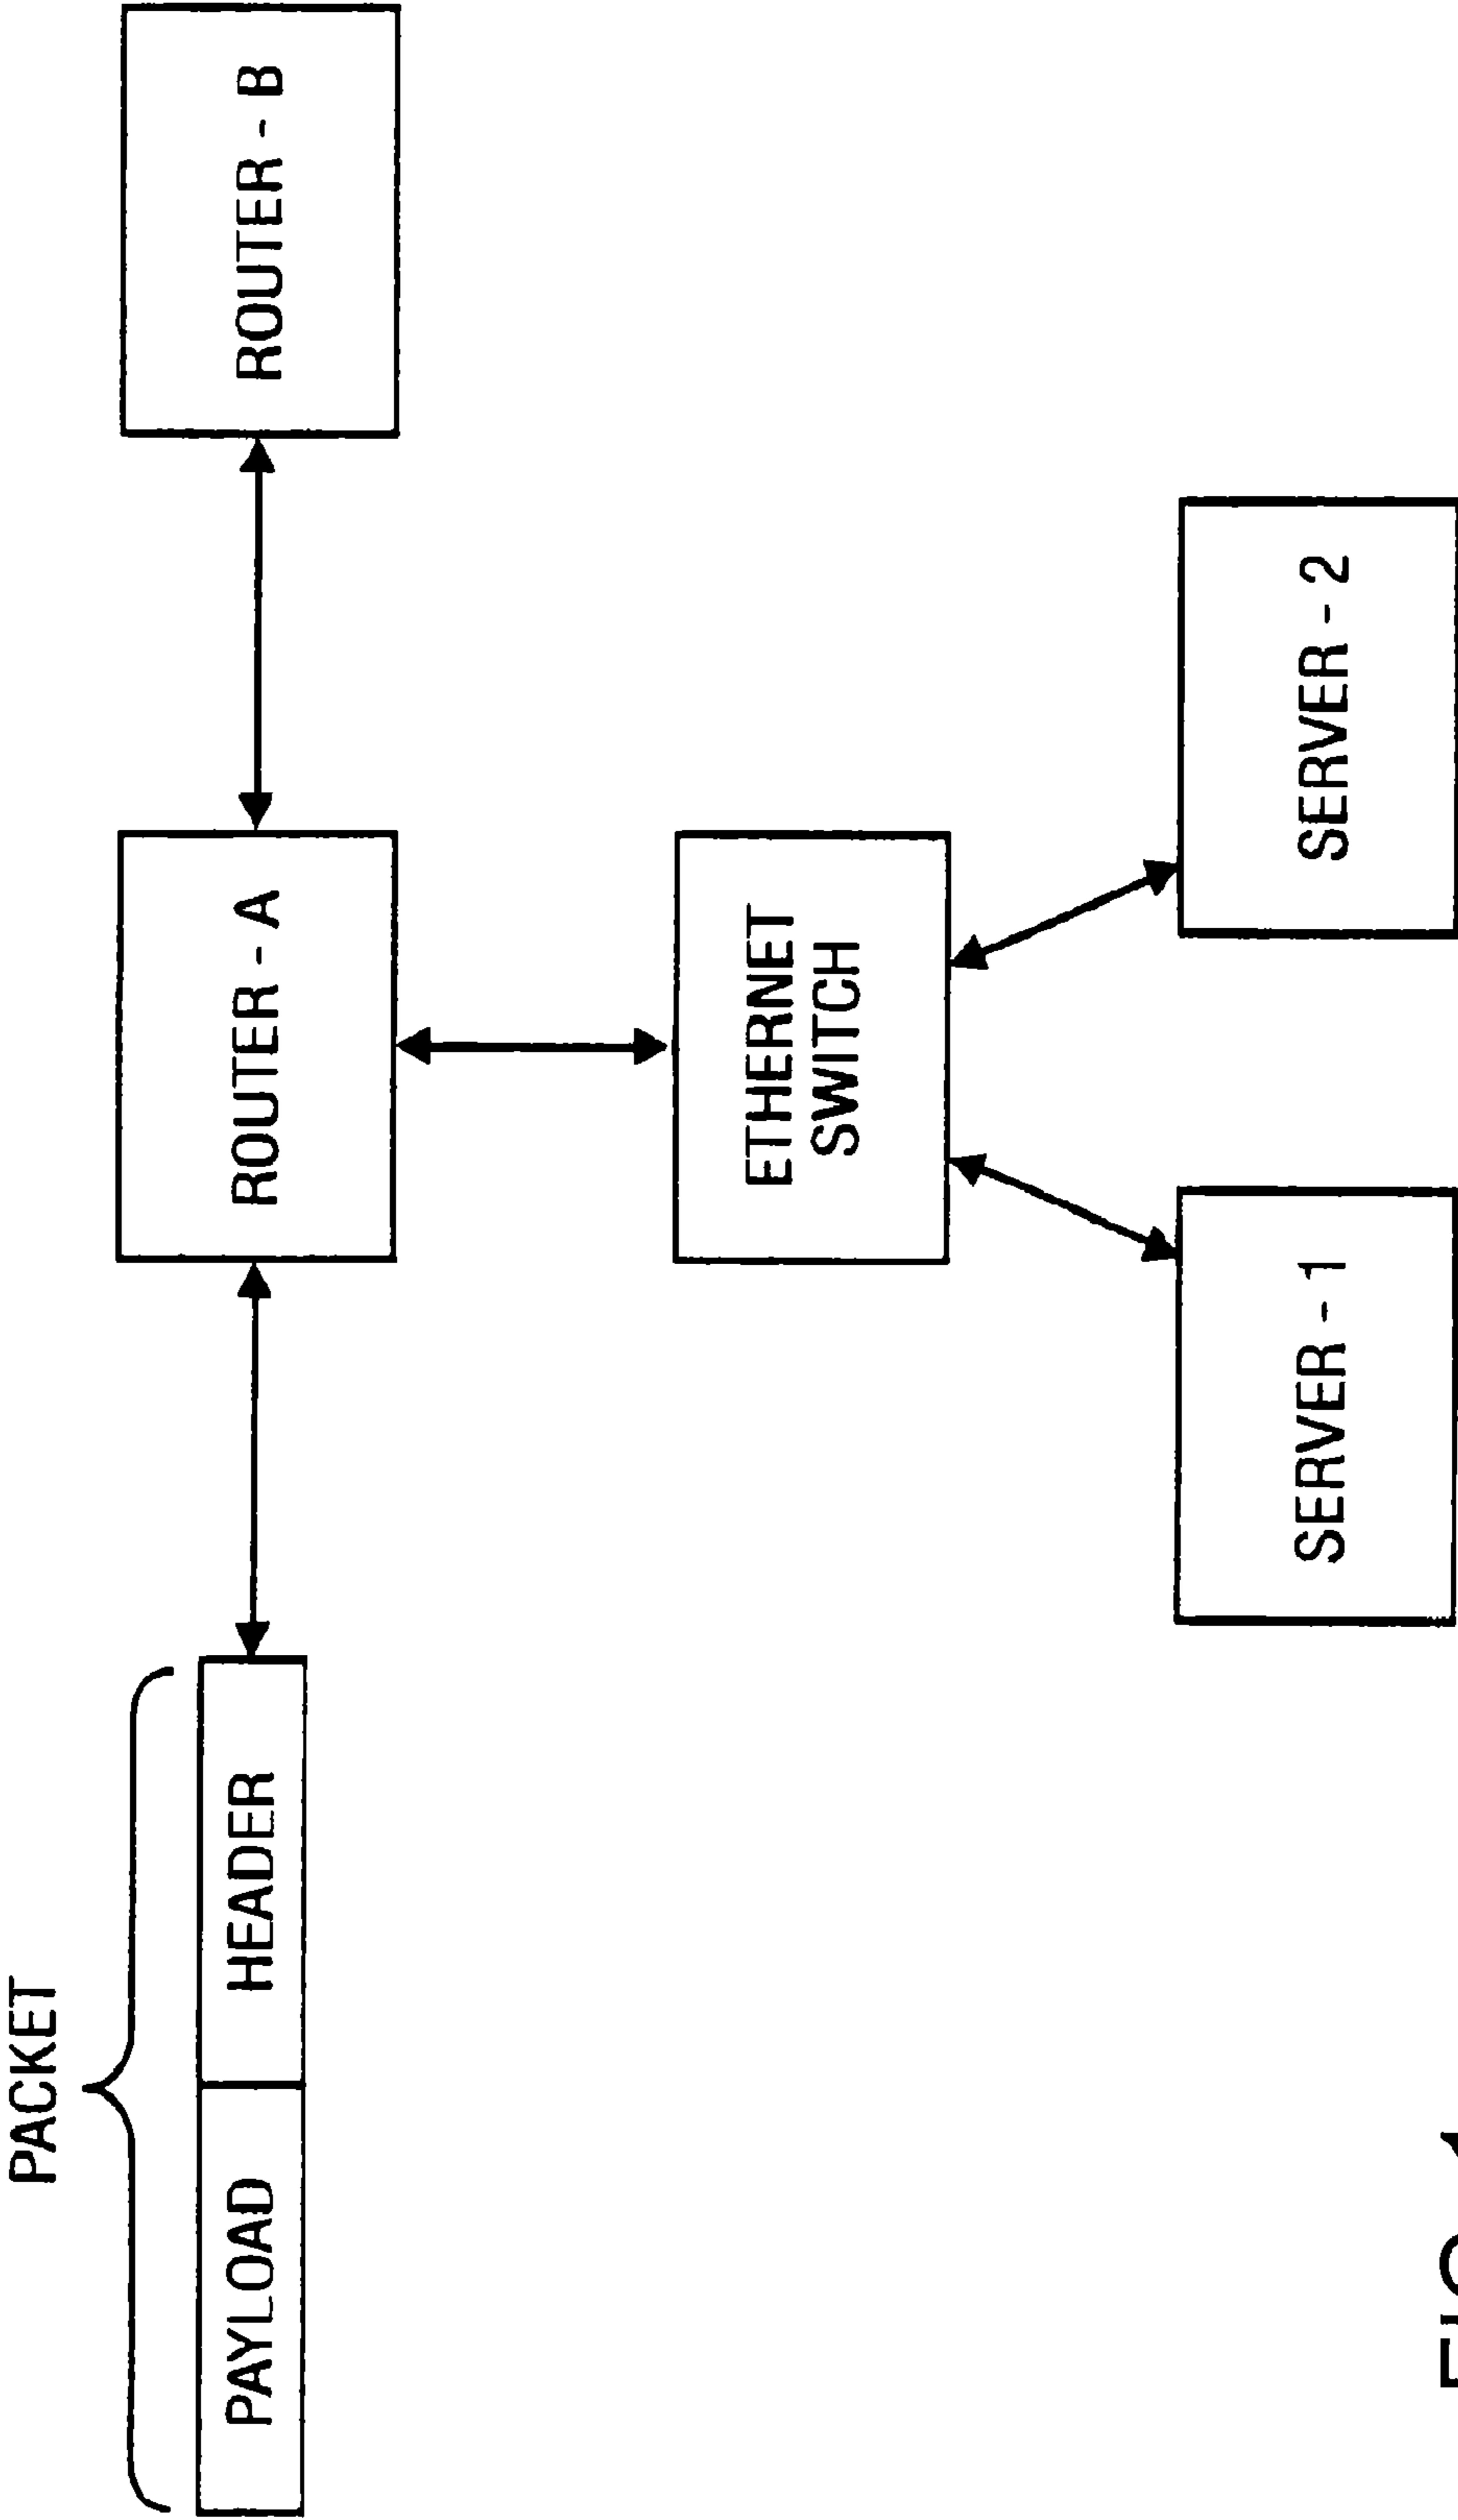 PACKET
PAYLOAD
HEADER
ROUTER - A
ROUTER - B
ETHERNET
SWITCH
SERVER - 1
SERVER - 2